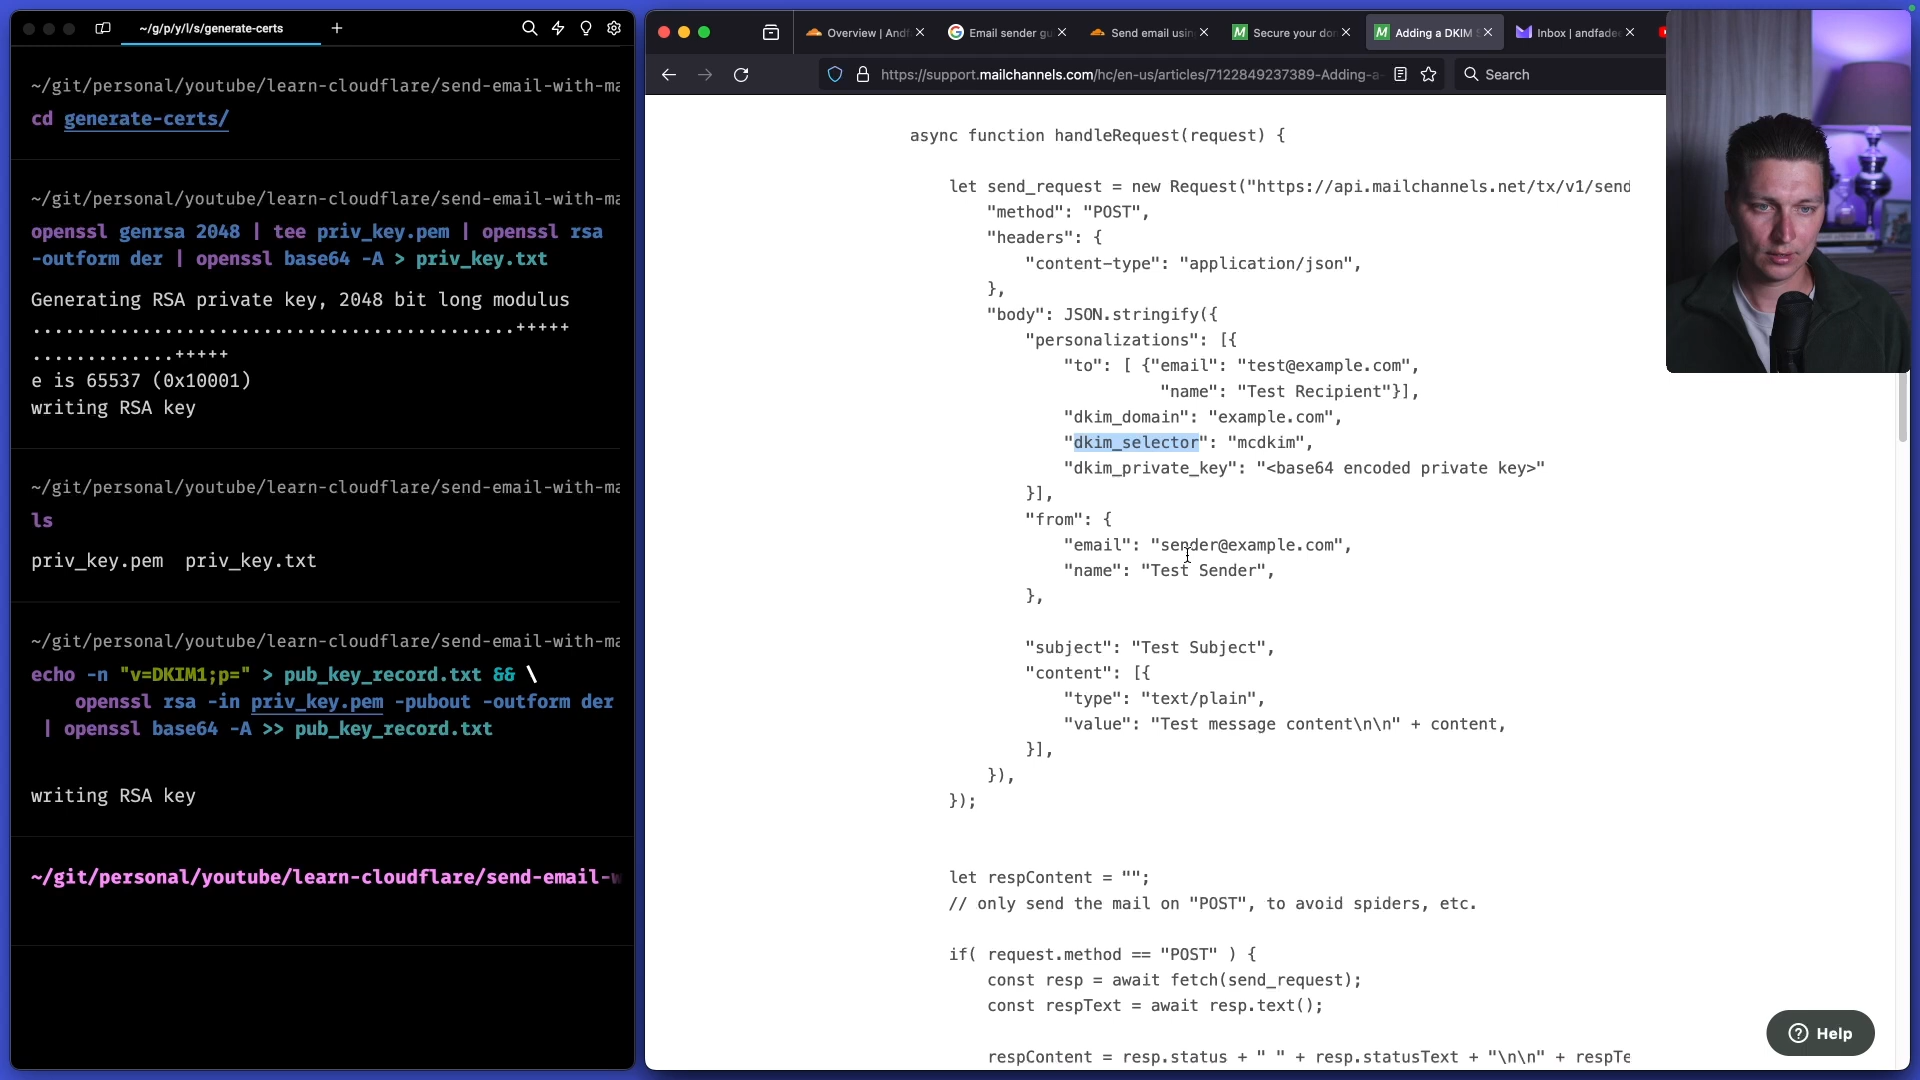 ~/g/p/y/l/s/generate-certs
~/git/personal/youtube/learn-cloudflare/send-email-with-ma
cd generate-certs/
~/git/personal/youtube/learn-cloudflare/send-email-with-ma
openssl genrsa 2048 | tee priv_key.pem | openssl rsa
-outform der | openssl base64 -A > priv_key.txt
Generating RSA private key, 2048 bit long modulus
............................................+++++
.............+++++
e is 65537 (0x10001)
writing RSA key
~/git/personal/youtube/learn-cloudflare/send-email-with-ma
ls
priv_key.pem  priv_key.txt
~/git/personal/youtube/learn-cloudflare/send-email-with-ma
echo -n "v=DKIM1;p=" > pub_key_record.txt && \
openssl rsa -in priv_key.pem -pubout -outform der
| openssl base64 -A >> pub_key_record.txt
writing RSA key
~/git/personal/youtube/learn-cloudflare/send-email-w
Overview | Andf
Email sender gu
Send email usin
Secure your do
Adding a DKIM S
Inbox | andfade
https://support.mailchannels.com/hc/en-us/articles/7122849237389-Adding-a-
Search
async function handleRequest(request) {
let send_request = new Request("https://api.mailchannels.net/tx/v1/send
"method": "POST",
"headers": {
"content-type": "application/json",
},
"body": JSON.stringify({
"personalizations": [{
"to": [ {"email": "test@example.com",
"name": "Test Recipient"}],
"dkim_domain": "example.com",
"dkim_selector": "mcdkim",
"dkim_private_key": "<base64 encoded private key>"
}],
"from": {
"email": "sender@example.com",
"name": "Test Sender",
},
"subject": "Test Subject",
"content": [{
"type": "text/plain",
"value": "Test message content\n\n" + content,
}],
}),
});
let respContent = "";
// only send the mail on "POST", to avoid spiders, etc.
if( request.method == "POST" ) {
const resp = await fetch(send_request);
const respText = await resp.text();
respContent = resp.status + " " + resp.statusText + "\n\n" + respTe
Help